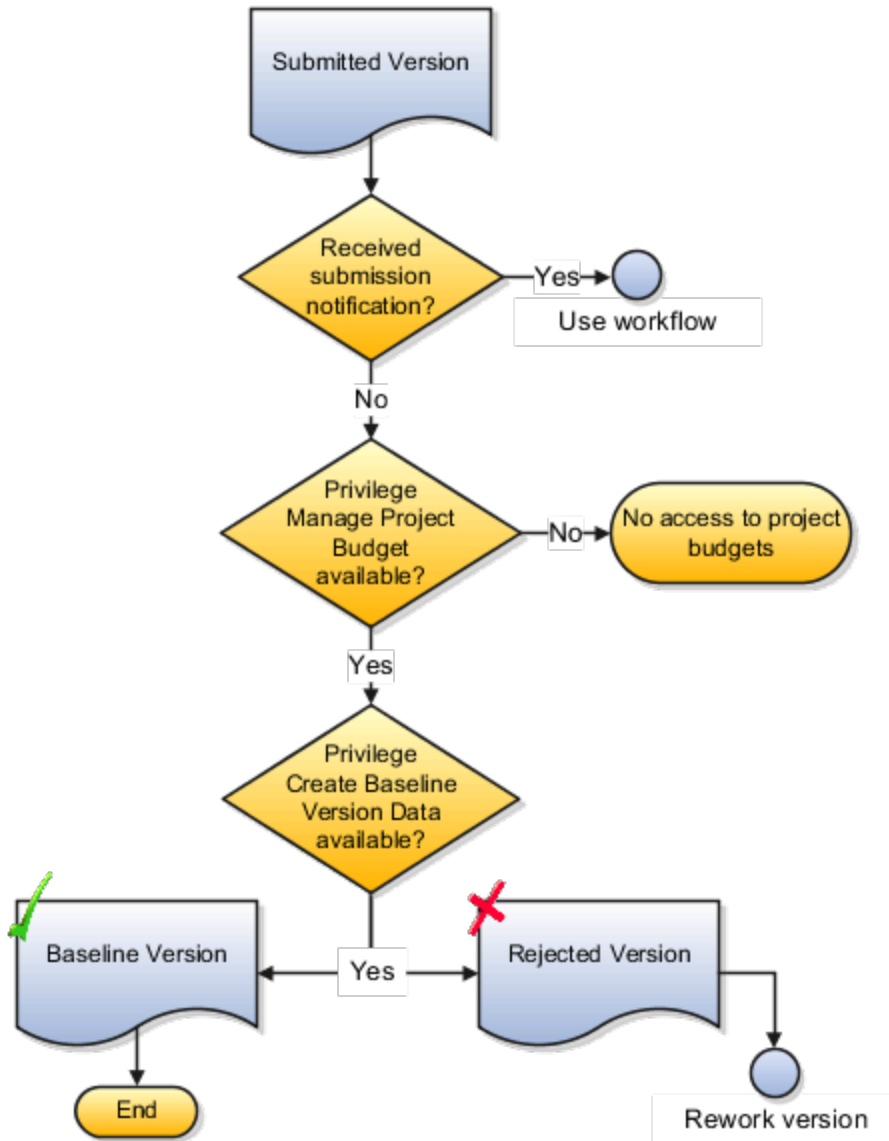 Submitted Version
Received
submission
notification?
Yes
Use workflow
No
Privilege
Manage Project
Budget
available?
No
No access to project
budgets
Yes
Privilege
Create Baseline
Version Data
available?
Baseline Version
Yes
Rejected Version
End
Rework version